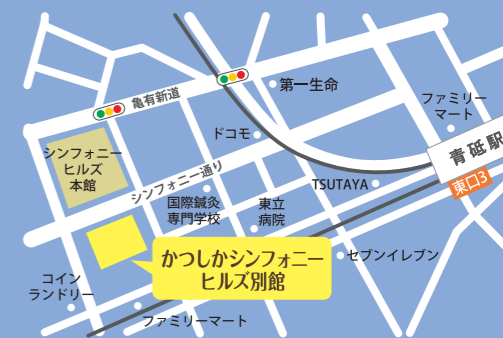 亀有新道
第一生命
ファミリー
マート
ドコモ
青砥駅
東口3
シンフォニー
ヒルズ
本館
シンフォニー通り
TSUTAYA
国際鍼灸
専門学校
東立
病院
かつしかシンフォニー
ヒルズ別館
セブンイレブン
コイン
ランドリー
ファミリーマート